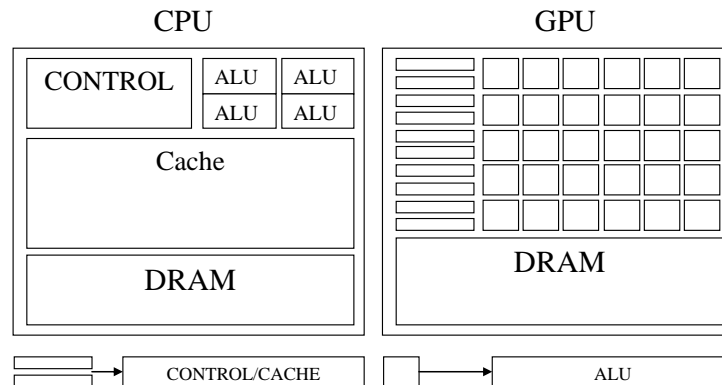 CPU
GPU
CONTROL
ALU
ALU
ALU
ALU
Cache
DRAM
DRAM
CONTROL/CACHE
ALU